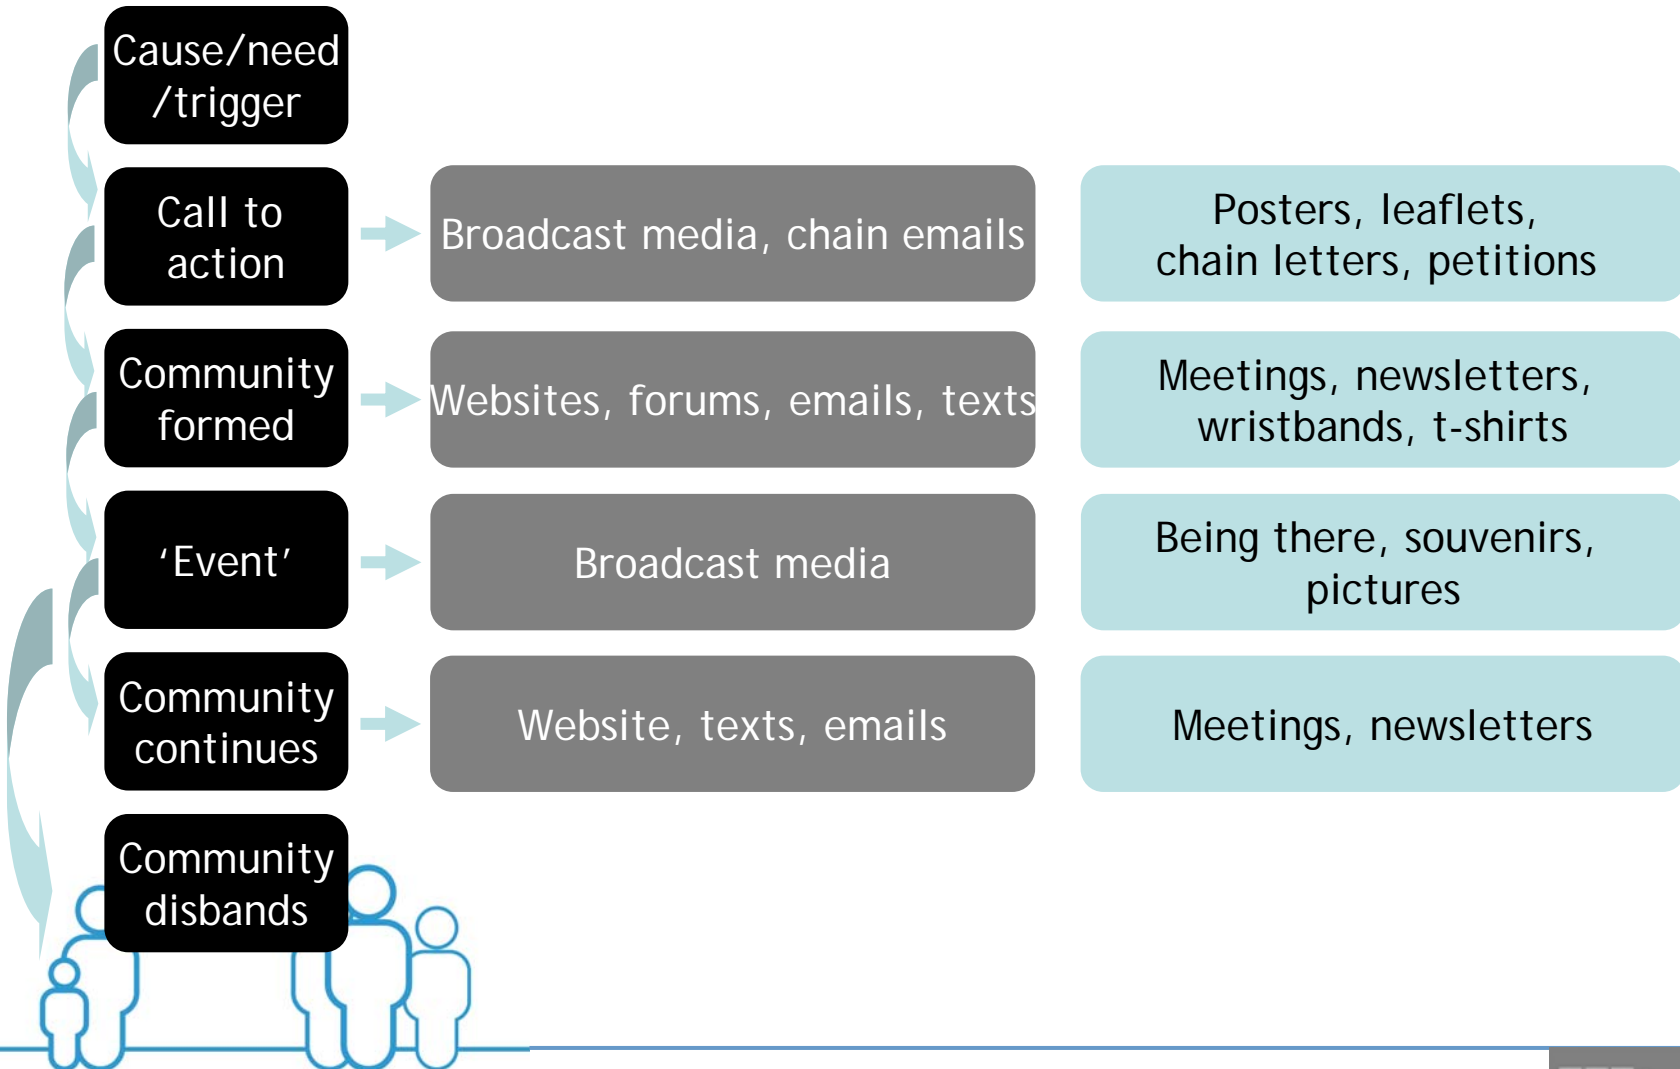 Cause/need
/trigger
Call to
action
Broadcast media, chain emails
Posters, leaflets,
chain letters, petitions
Community
formed
Websites, forums, emails, texts
Meetings, newsletters,
wristbands, t-shirts
‘Event’
Broadcast media
Being there, souvenirs,
pictures
Community
continues
Website, texts, emails
Meetings, newsletters
Community
disbands